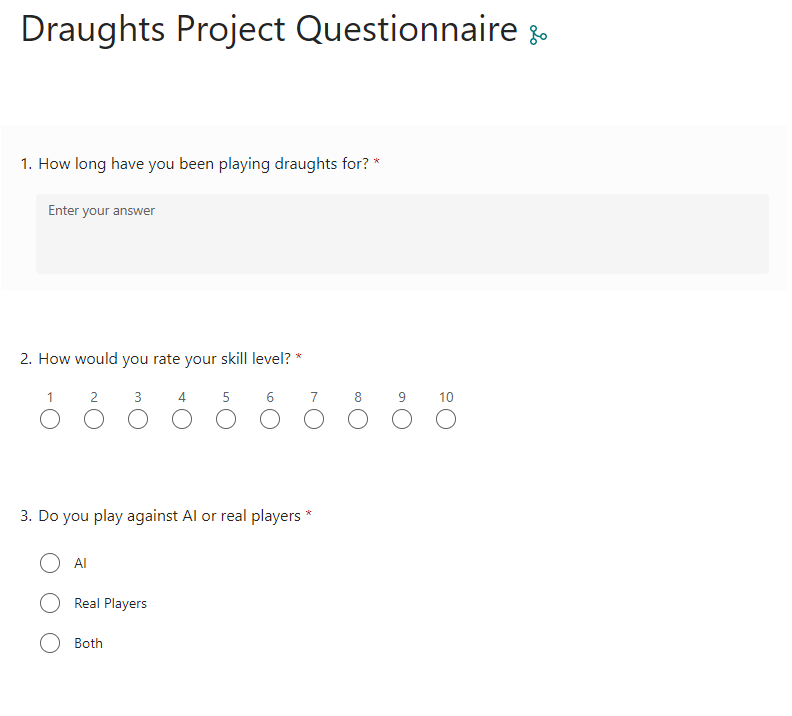 Draughts Project Questionnaire
1. How long have you been playing draughts for? *
Enter your answer
2. How would you rate your skill level? *
1 2 3 4 5 6 7 8 9 10
3. Do you play against AI or real players *
AI
Real Players
Both